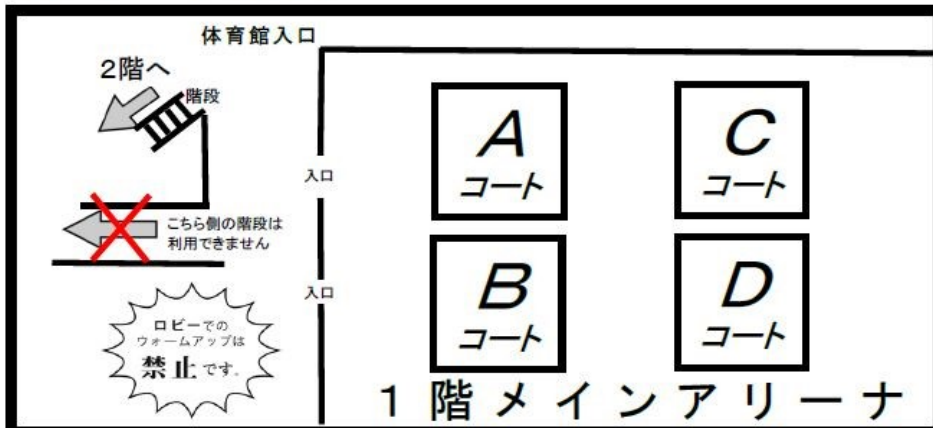 体育館入口
2階へ
階段
入口
こちら側の階段は
利用できません
入口
ロビーでの
ウォームアップは
禁止です。
A
コート
C
コート
B
コート
D
コート
1階メインアリーナ